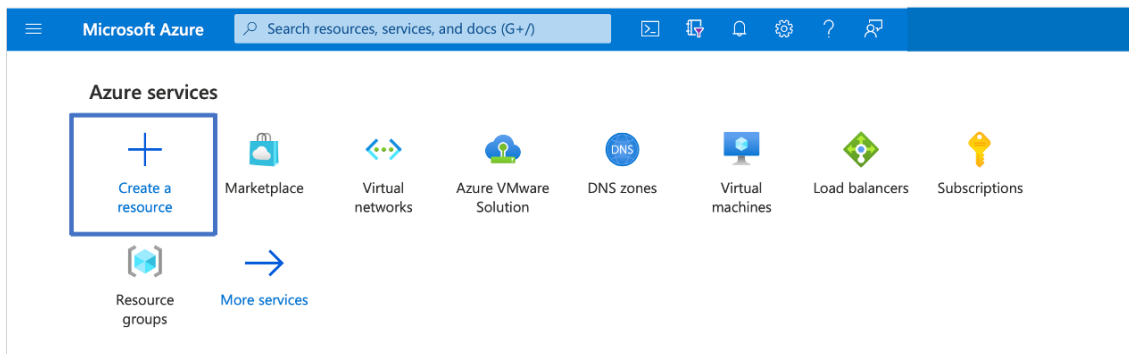 Microsoft Azure
Search resources, services, and docs (G+/)
Azure services
Create a
resource
Marketplace
Virtual
networks
Azure VMware
Solution
DNS
DNS zones
Virtual
machines
Load balancers
Subscriptions
Resource
groups
More services